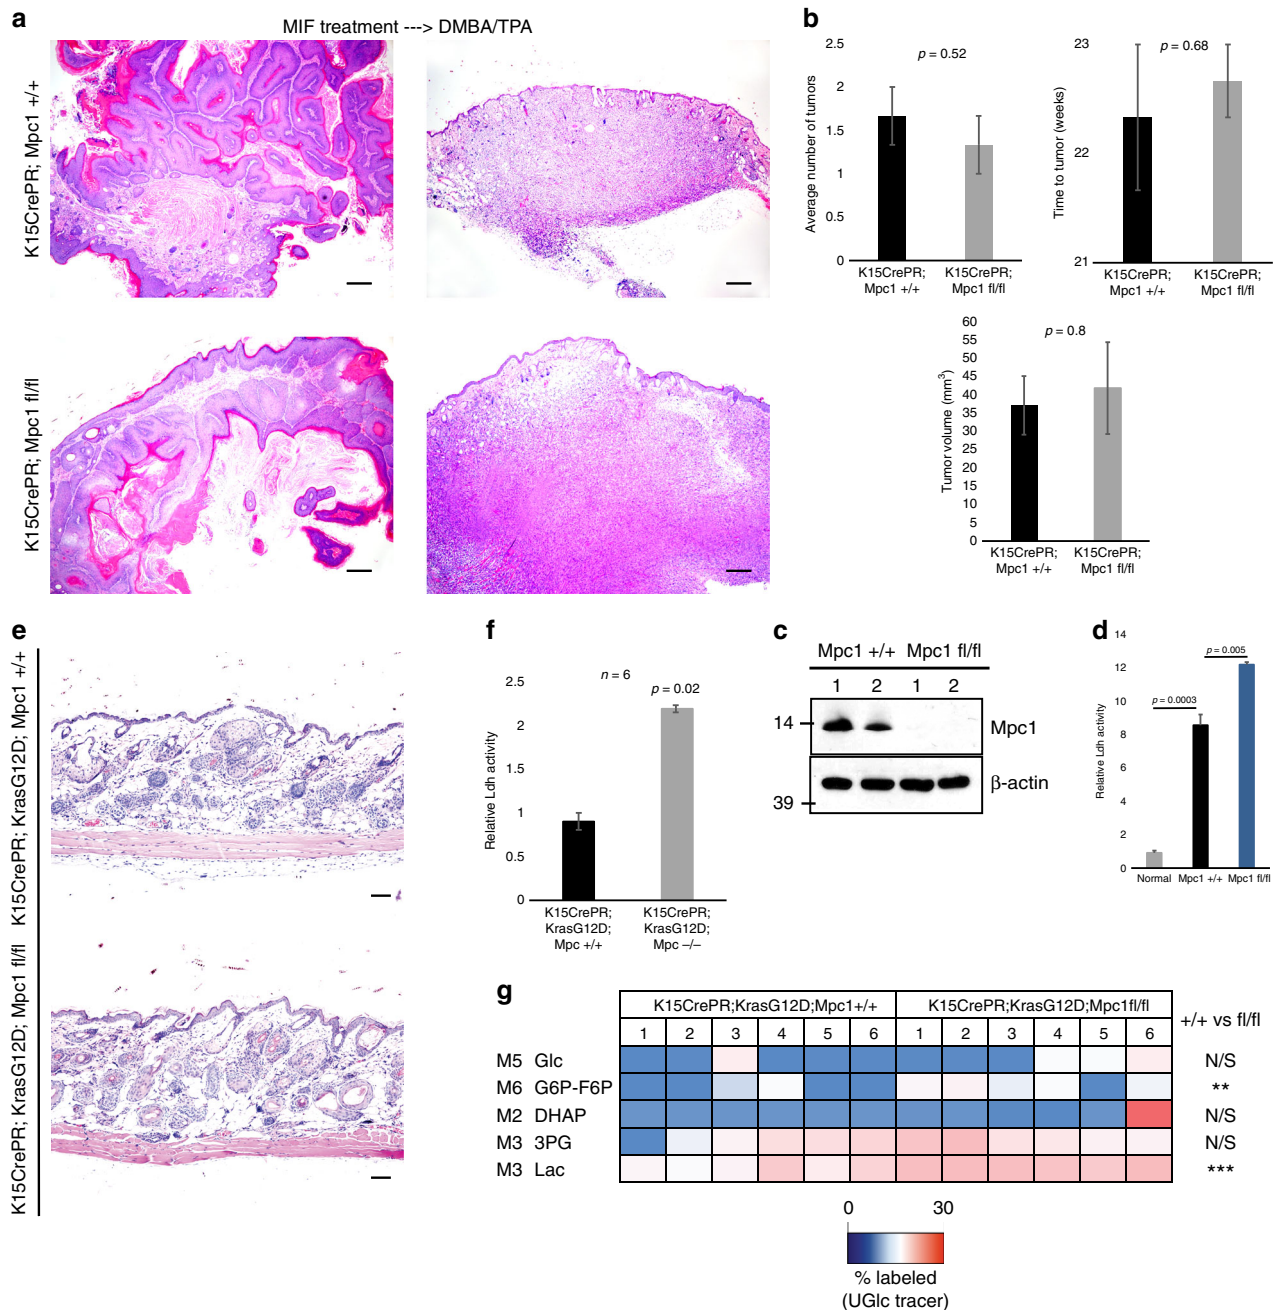 a
MIF treatment ---> DMBA/TPA
K15CrePR; Mpc1 +/+
K15CrePR; Mpc1 fl/fl
b
Average number of tumors
2.5
2
1.5
1
0.5
0
p = 0.52
K15CrePR;
Mpc1 +/+
K15CrePR;
Mpc1 fl/fl
Time to tumor (weeks)
23
22
21
p = 0.68
K15CrePR;
Mpc1 +/+
K15CrePR;
Mpc1 fl/fl
Tumor volume (mm³)
60
55
50
45
40
35
30
25
20
15
10
5
0
p = 0.8
K15CrePR;
Mpc1 +/+
K15CrePR;
Mpc1 fl/fl
e
K15CrePR; KrasG12D; Mpc1 +/+
K15CrePR; KrasG12D; Mpc1 fl/fl
f
Relative Ldh activity
2.5
2
1.5
1
0.5
0
n = 6
p = 0.02
K15CrePR;
KrasG12D;
Mpc +/+
K15CrePR;
KrasG12D;
Mpc –/–
c
Mpc1 +/+ Mpc1 fl/fl
1 2 1 2
14
Mpc1
39
β-actin
d
Relative Ldh activity
14
12
10
8
6
4
2
0
p = 0.0003
p = 0.005
Normal Mpc1 +/+ Mpc1 fl/fl
g
K15CrePR;KrasG12D;Mpc1+/+ K15CrePR;KrasG12D;Mpc1fl/fl +/+ vs fl/fl
1 2 3 4 5 6 1 2 3 4 5 6
M5 Glc N/S
M6 G6P-F6P **
M2 DHAP N/S
M3 3PG N/S
M3 Lac ***
0 30
% labeled
(UGlc tracer)